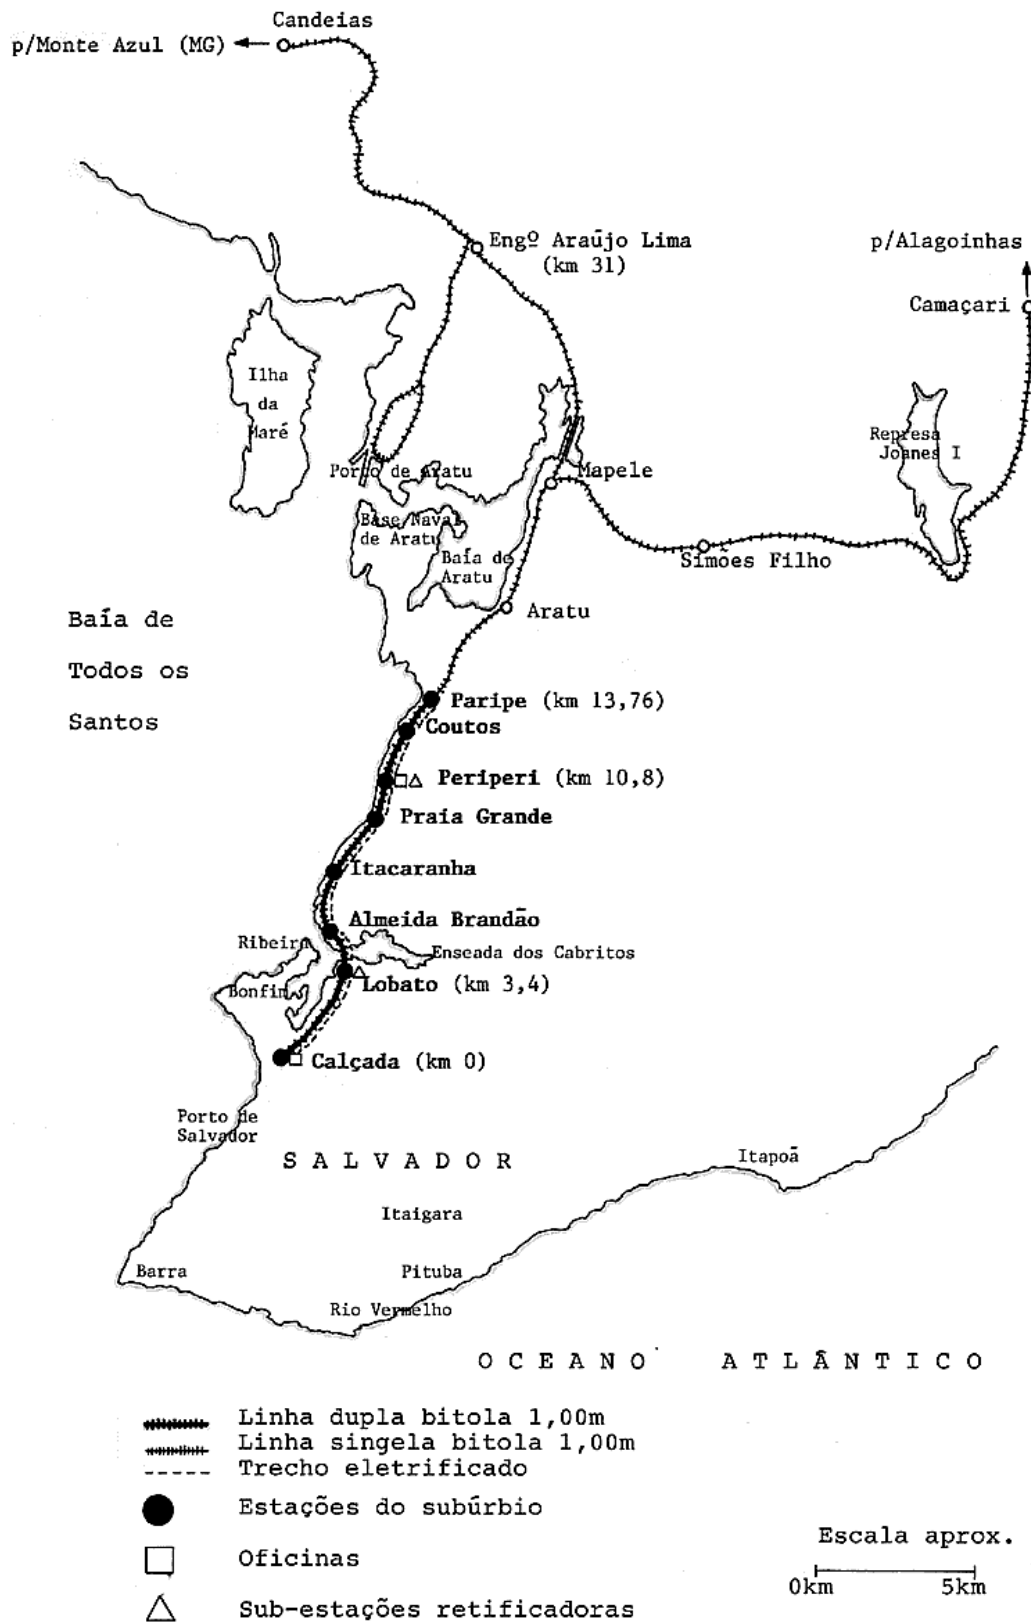 Candeias
p/Monte Azul (MG)
Engº Araújo Lima
(km 31)
p/Alagoinhas
Camaçari
Ilha
da
Maré
Represa
Joanes I
Porto de Aratu
Mapele
Base Naval
de Aratu
Baía de
Aratu
Simões Filho
Aratu
Baía de
Todos os
Santos
Paripe (km 13,76)
Coutos
Periperi (km 10,8)
Praia Grande
Itacaranha
Almeida Brandão
Ribeira
Enseada dos Cabritos
Bonfim
Lobato (km 3,4)
Calçada (km 0)
Porto de
Salvador
SALVADOR
Itapoã
Itaigara
Barra
Pituba
Rio Vermelho
OCEANO ATLÂNTICO
Linha dupla bitola 1,00m
Linha singela bitola 1,00m
Trecho eletrificado
Estações do subúrbio
Oficinas
Sub-estações retificadoras
Escala aprox.
0km 5km